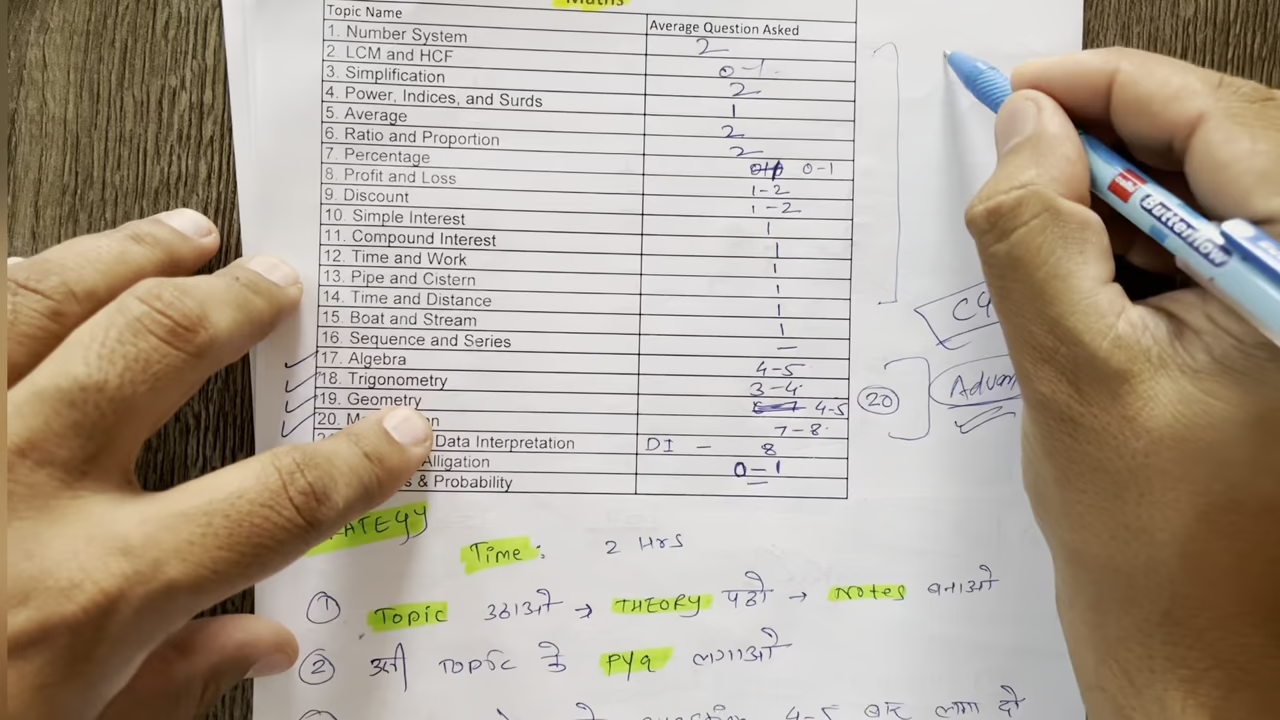 Maths
Topic Name Average Question Asked
1. Number System 2
2. LCM and HCF 0-1
3. Simplification 2
4. Power, Indices, and Surds 1
5. Average 2
6. Ratio and Proportion 2
7. Percentage 0-1
8. Profit and Loss 1-2
9. Discount 1-2
10. Simple Interest 1
11. Compound Interest 1
12. Time and Work 1
13. Pipe and Cistern 1
14. Time and Distance 1
15. Boat and Stream 1
16. Sequence and Series —
17. Algebra 4-5
18. Trigonometry 3-4
19. Geometry 4-5
20. 7-8
Data Interpretation DI - 8
Alligation 0-1
& Probability —
20
Time: 2 Hrs
① Topic उठाओ → THEORY पढो → Notes बनाओ
② उसी TOPIC के PYQ लगाओ
4-5 बार लगा दो
Butterflow